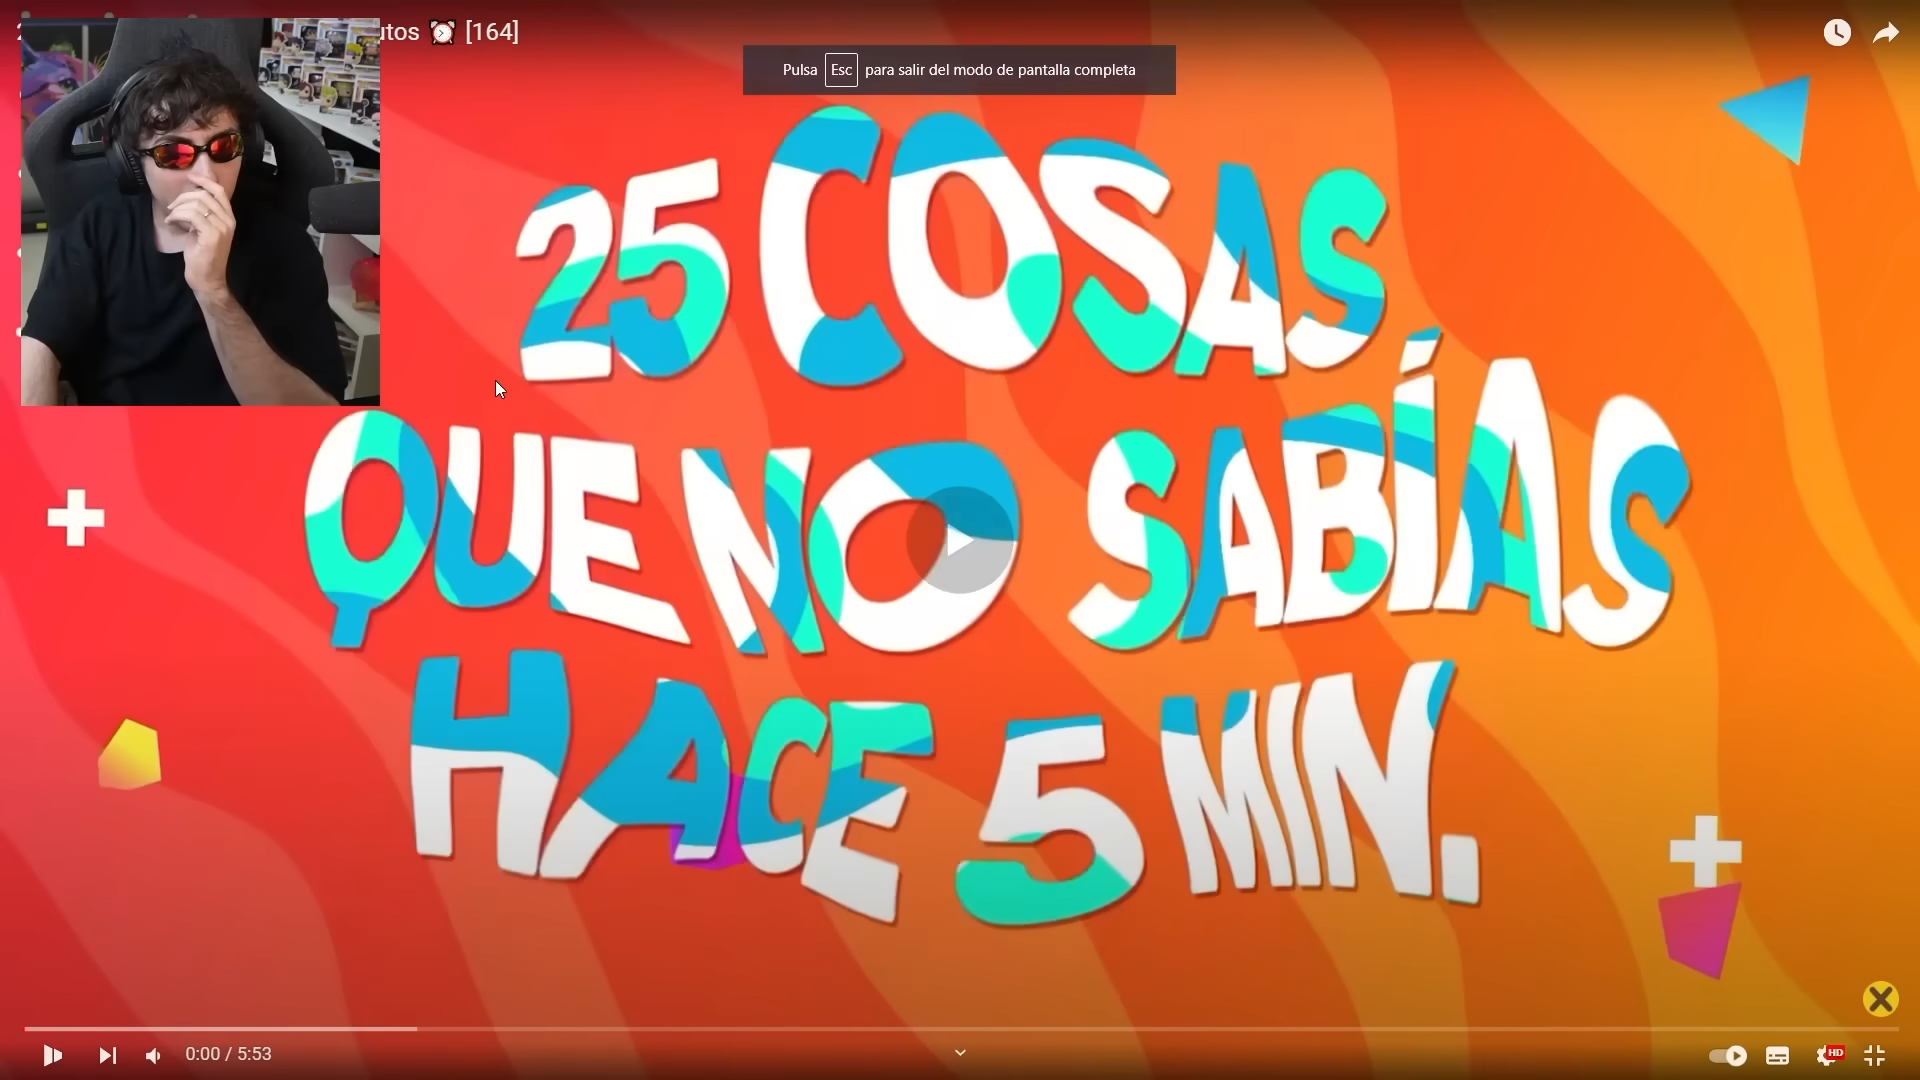 utos ⏰ [164]
Pulsa Esc para salir del modo de pantalla completa
25 COSAS
QUE NO SABÍAS
HACE 5 MIN.
0:00 / 5:53
HD